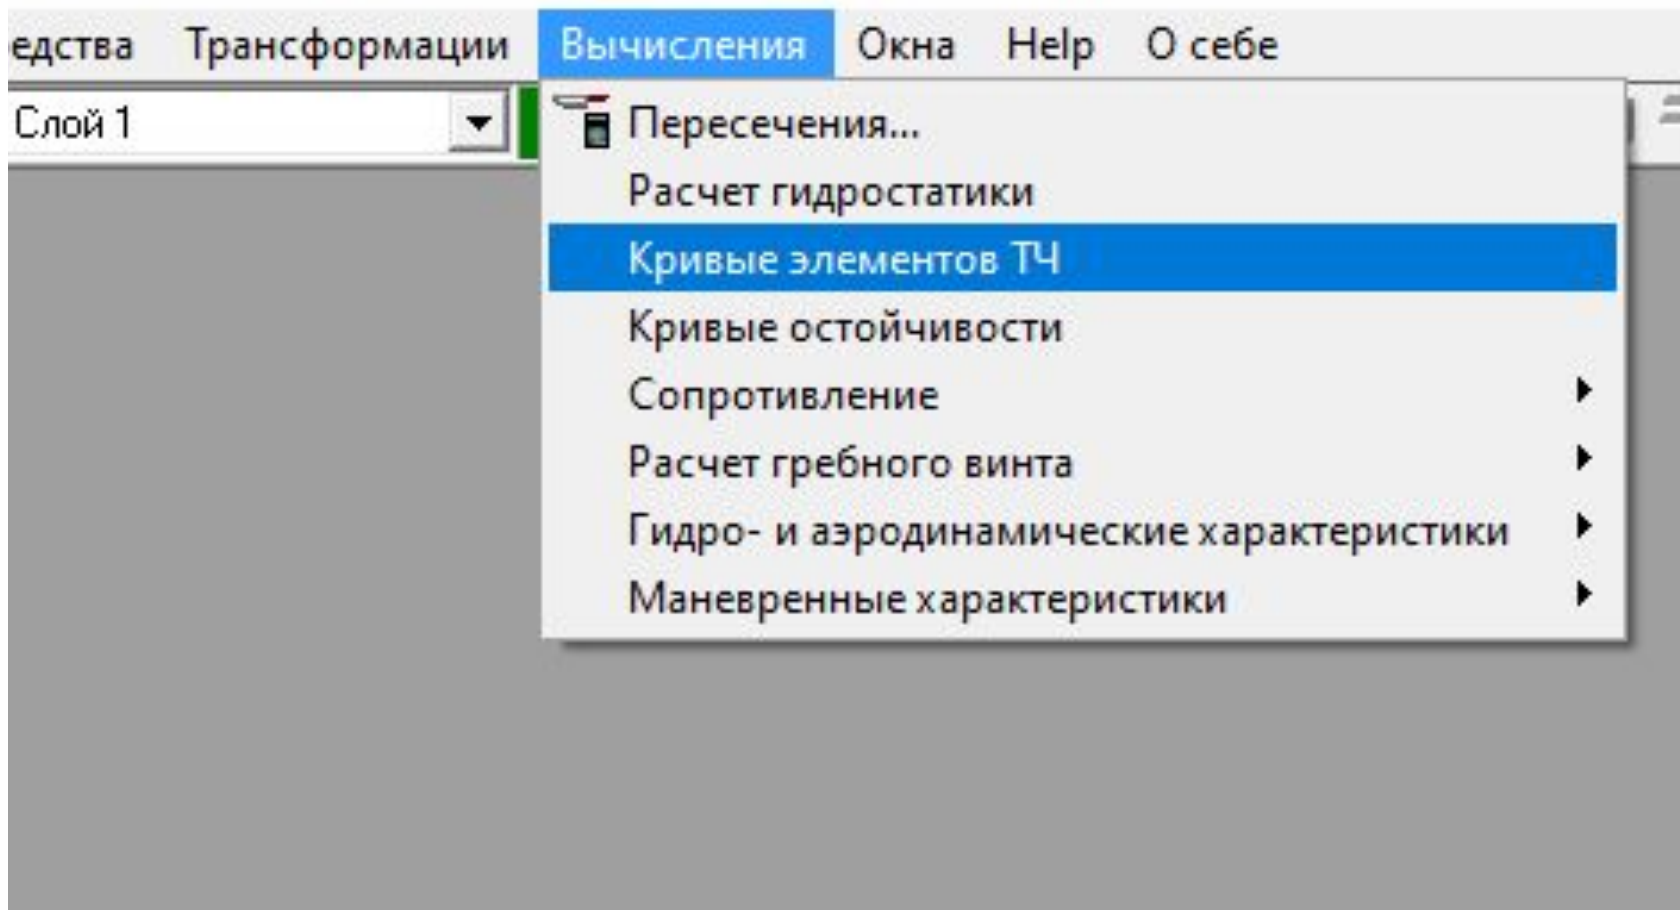 Трансформации Вычисления Окна Help О себе
Слой 1
Пересечения...
Расчет гидростатики
Кривые элементов ТЧ
Кривые остойчивости
Сопротивление
Расчет гребного винта
Гидро- и аэродинамические характеристики
Маневренные характеристики